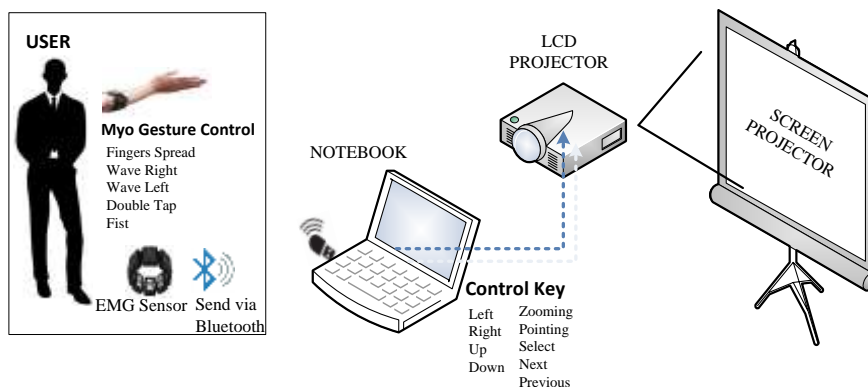 USER
Myo Gesture Control
Fingers Spread
Wave Right
Wave Left
Double Tap
Fist
EMG Sensor
Send via
Bluetooth
NOTEBOOK
LCD
PROJECTOR
Control Key
Left
Right
Up
Down
Zooming
Pointing
Select
Next
Previous
SCREEN
PROJECTOR